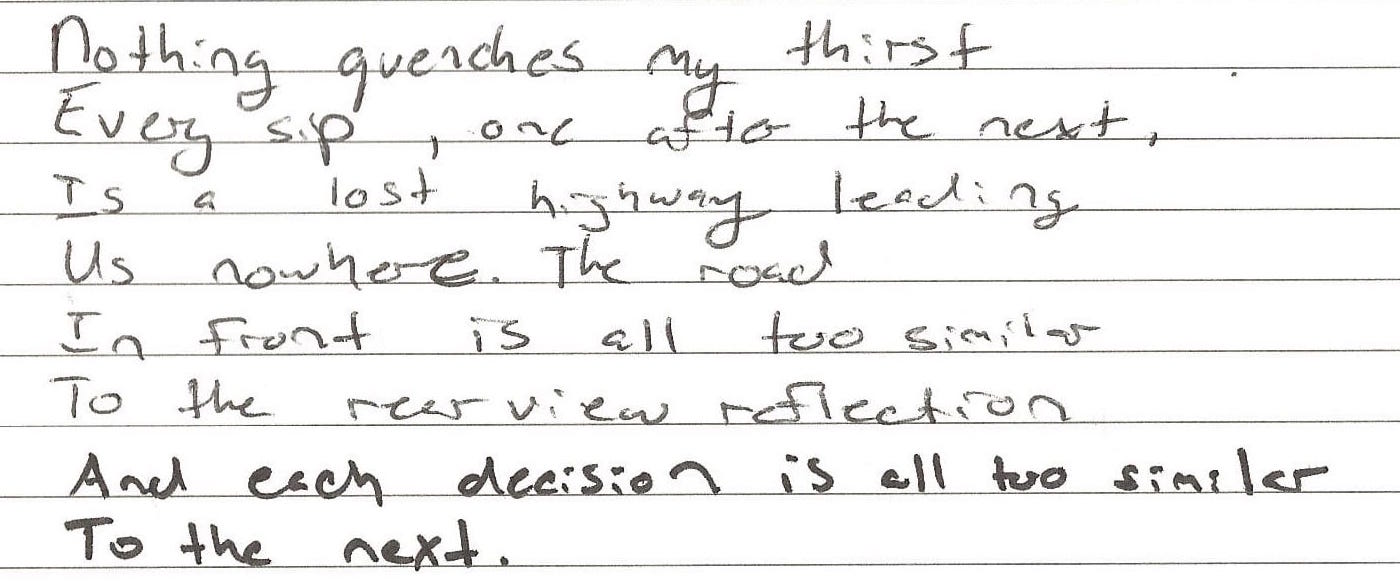 Nothing quenches my thirst
Every sip, one after the next,
Is a lost highway leading
Us nowhere. The road
In front is all too similar
To the rear view reflection
And each decision is all too similar
To the next.